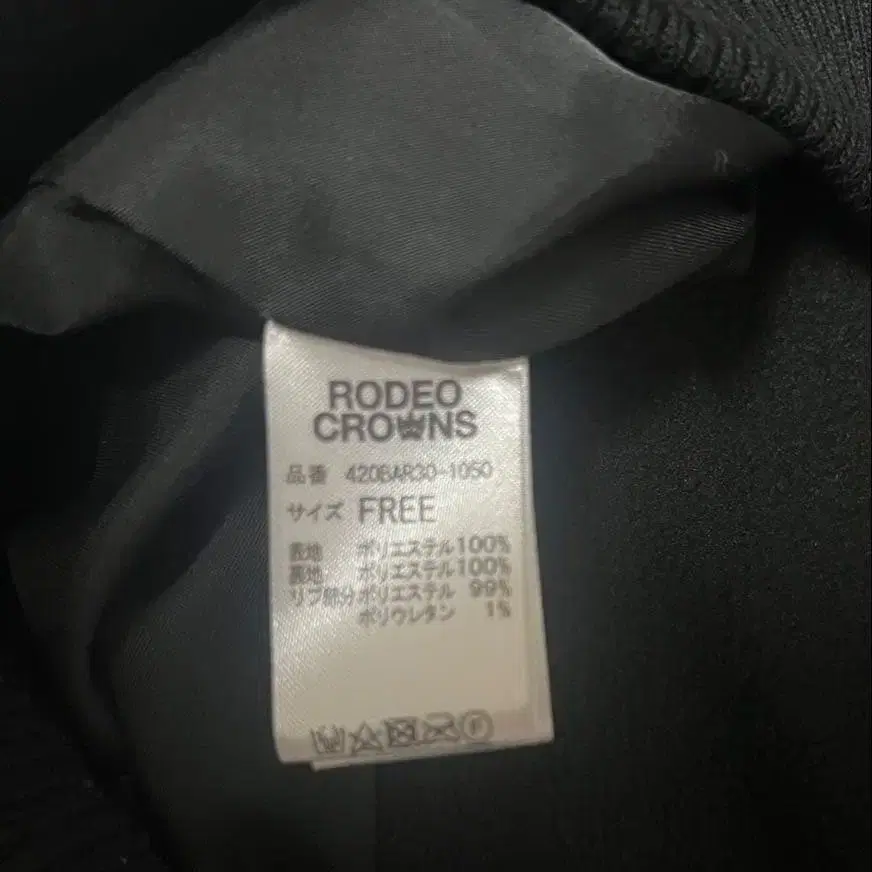 RODEO
CROWNS
品番 420BAR30-1050
サイズ FREE
表地 ポリエステル100%
裏地 ポリエステル100%
リブ部分 ポリエステル 99%
ポリウレタン 1%